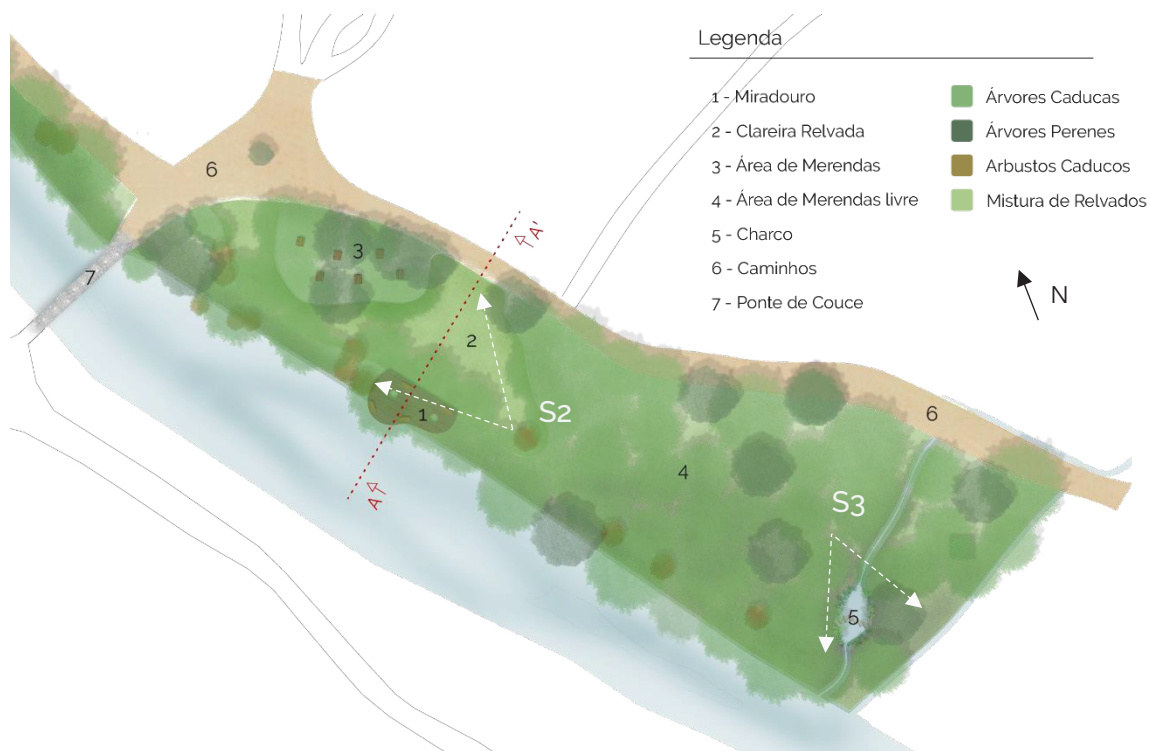 Legenda
1 - Miradouro
2 - Clareira Relvada
3 - Área de Merendas
4 - Área de Merendas livre
5 - Charco
6 - Caminhos
7 - Ponte de Couce
Árvores Caducas
Árvores Perenes
Arbustos Caducos
Mistura de Relvados
N
6
A'
3
7
2
1
S2
6
4
A
S3
5